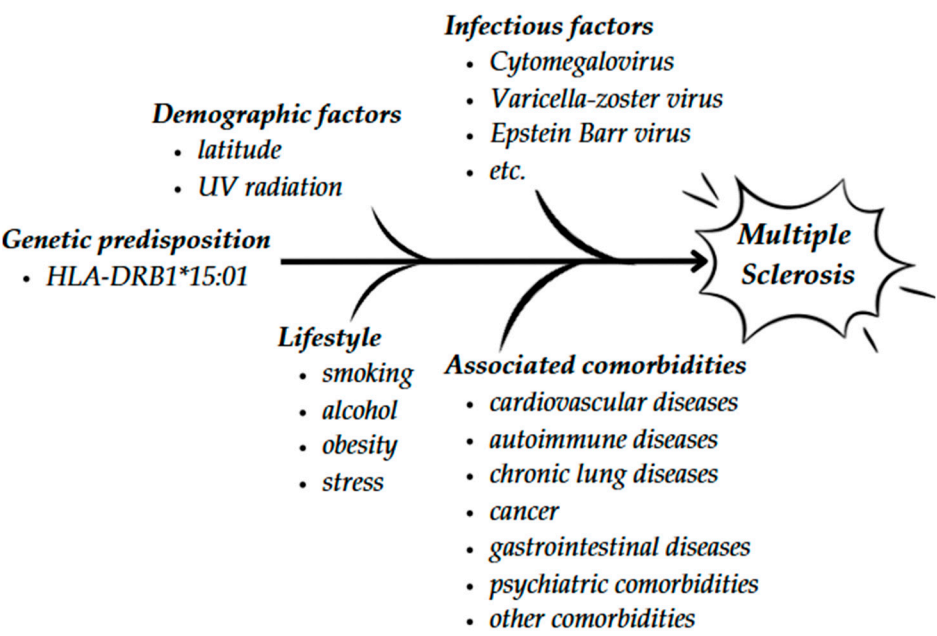 Infectious factors
• Cytomegalovirus
• Varicella-zoster virus
• Epstein Barr virus
• etc.
Demographic factors
• latitude
• UV radiation
Genetic predisposition
• HLA-DRB1*15:01
Multiple
Sclerosis
Lifestyle
• smoking
• alcohol
• obesity
• stress
Associated comorbidities
• cardiovascular diseases
• autoimmune diseases
• chronic lung diseases
• cancer
• gastrointestinal diseases
• psychiatric comorbidities
• other comorbidities